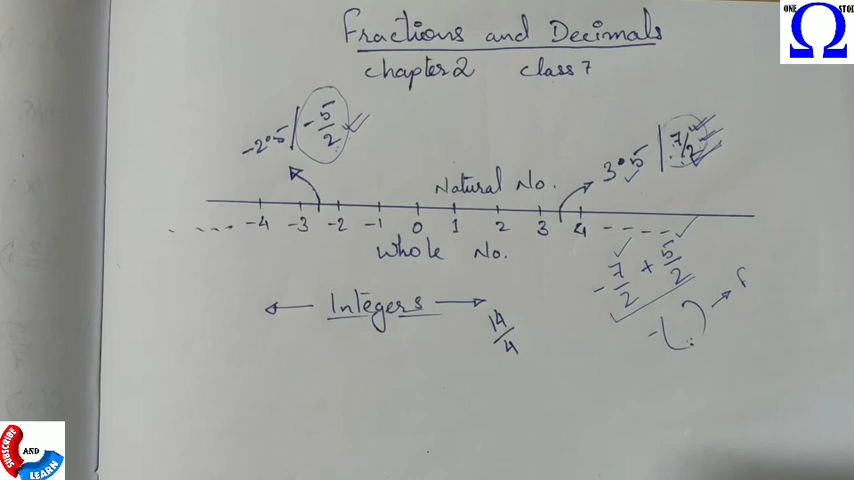 Fractions and Decimals
chapter 2 class 7
-2.5 | -5/2
3.5 | 7/2
Natural No.
-4 -3 -2 -1 0 1 2 3 4
Whole No.
Integers
14/4
-7/2 × 5/2
-( )
ONE
SUBSCRIBE
AND
LEARN